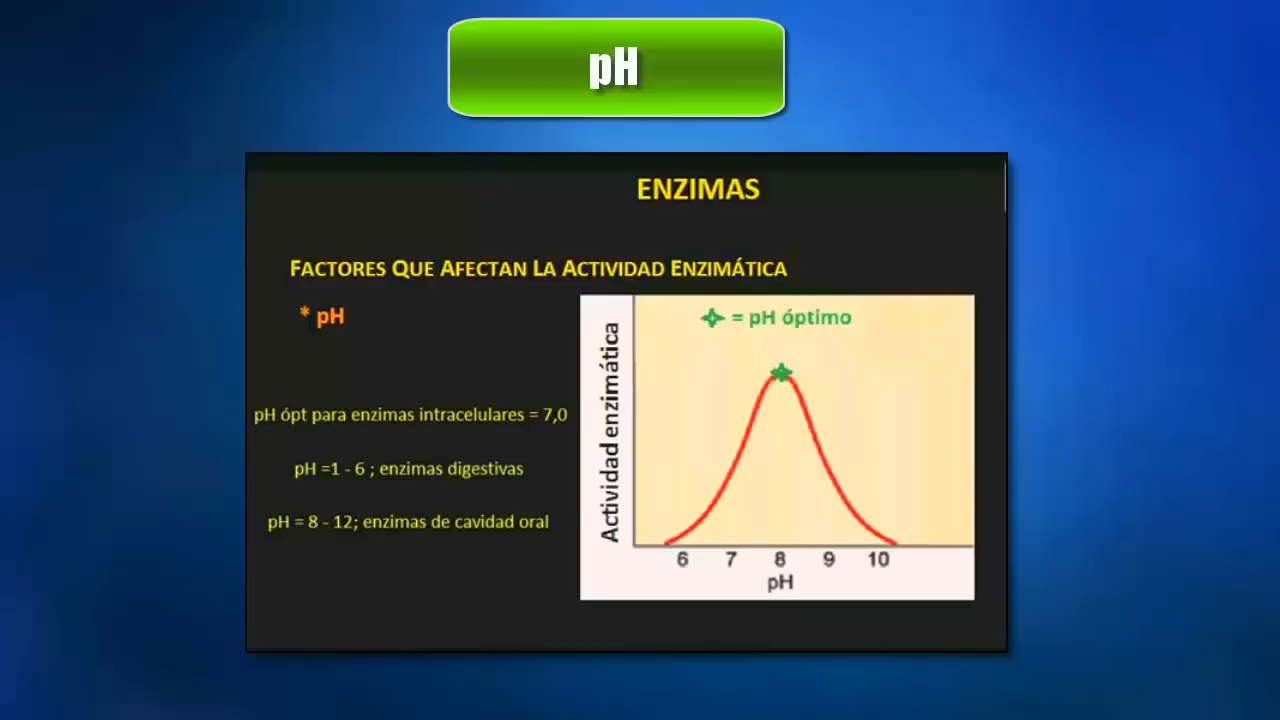 pH
ENZIMAS
FACTORES QUE AFECTAN LA ACTIVIDAD ENZIMÁTICA
* pH
pH ópt para enzimas intracelulares = 7,0
pH =1 - 6 ; enzimas digestivas
pH = 8 - 12; enzimas de cavidad oral
= pH óptimo
Actividad enzimática
6 7 8 9 10
pH